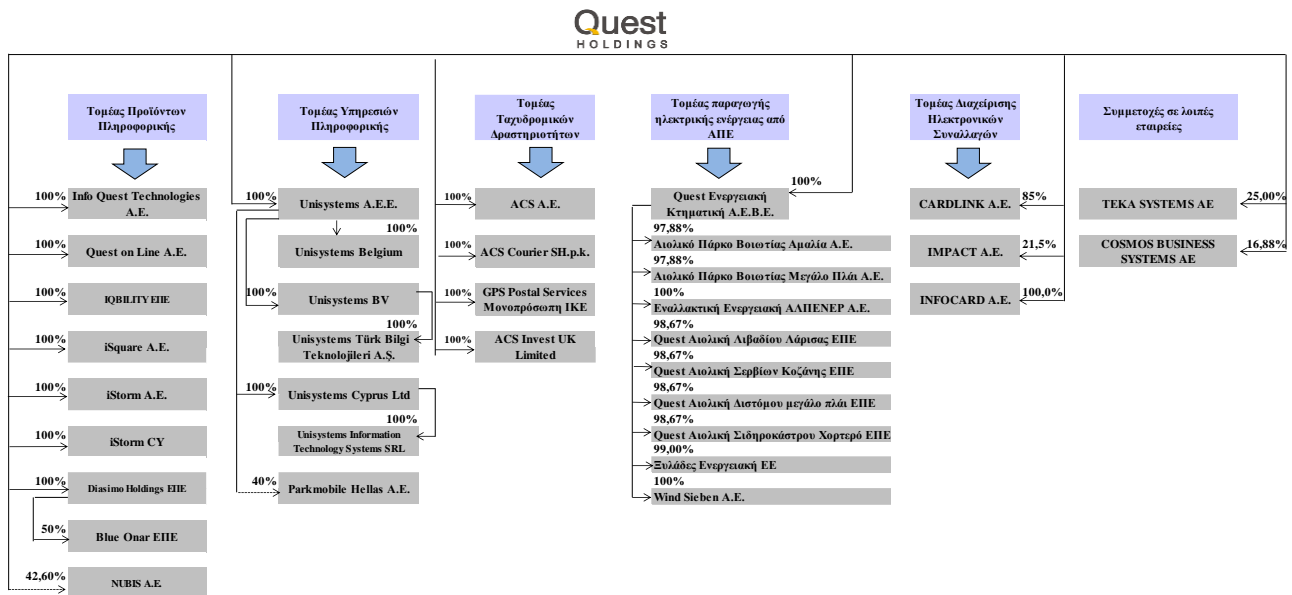 Quest
HOLDINGS
Τομέας Προϊόντων
Πληροφορικής
100%
Info Quest Technologies
Α.Ε.
100%
Quest on Line Α.Ε.
100%
IQBILITY ΕΠΕ
100%
iSquare Α.Ε.
100%
iStorm Α.Ε.
100%
iStorm CY
100%
Diasimo Holdings ΕΠΕ
50%
Blue Onar ΕΠΕ
42,60%
NUBIS Α.Ε.
Τομέας Υπηρεσιών
Πληροφορικής
100%
Unisystems Α.Ε.Ε.
100%
Unisystems Belgium
100%
Unisystems BV
100%
Unisystems Türk Bilgi
Teknolojileri A.Ş.
100%
Unisystems Cyprus Ltd
100%
Unisystems Information
Technology Systems SRL
40%
Parkmobile Hellas Α.Ε.
Τομέας
Ταχυδρομικών
Δραστηριοτήτων
100%
ACS Α.Ε.
100%
ACS Courier SH.p.k.
100%
GPS Postal Services
Μονοπρόσωπη ΙΚΕ
100%
ACS Invest UK
Limited
Τομέας παραγωγής
ηλεκτρικής ενέργειας από
ΑΠΕ
100%
Quest Ενεργειακή
Κτηματική Α.Ε.Β.Ε.
97,88%
Αιολικό Πάρκο Βοιωτίας Αμαλία Α.Ε.
97,88%
Αιολικό Πάρκο Βοιωτίας Μεγάλο Πλάι Α.Ε.
100%
Εναλλακτική Ενεργειακή ΑΛΠΕΝΕΡ Α.Ε.
98,67%
Quest Αιολική Λιβαδίου Λάρισας ΕΠΕ
98,67%
Quest Αιολική Σερβίων Κοζάνης ΕΠΕ
98,67%
Quest Αιολική Διστόμου μεγάλο πλάι ΕΠΕ
98,67%
Quest Αιολική Σιδηροκάστρου Χορτερό ΕΠΕ
99,00%
Ξυλάδες Ενεργειακή ΕΕ
100%
Wind Sieben Α.Ε.
Τομέας Διαχείρισης
Ηλεκτρονικών
Συναλλαγών
CARDLINK Α.Ε.
85%
IMPACT Α.Ε.
21,5%
INFOCARD Α.Ε.
100,0%
Συμμετοχές σε λοιπές
εταιρείες
TEKA SYSTEMS ΑΕ
25,00%
COSMOS BUSINESS
SYSTEMS ΑΕ
16,88%